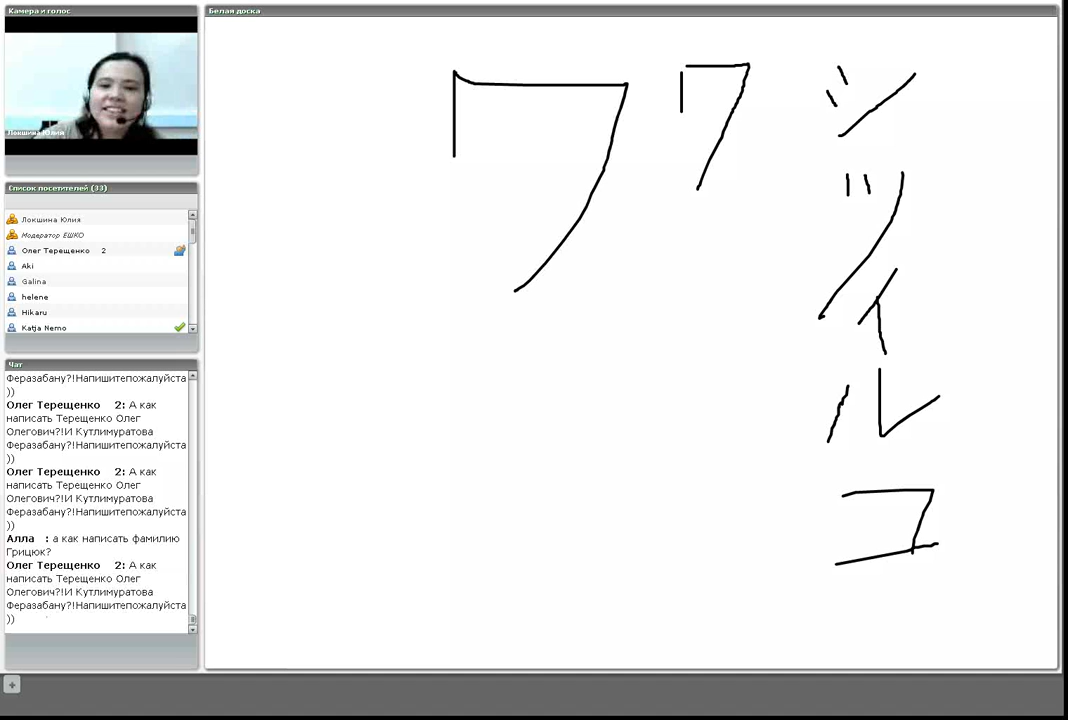 Камера и голос
Локшина Юлия
Список посетителей (33)
Локшина Юлия
Модератор ЕШКО
Олег Терещенко 2
Aki
Galina
helene
Hikaru
Katja Nemo
Чат
Феразабану?!Напишитепожалуйста
))
Олег Терещенко 2: А как
написать Терещенко Олег
Олегович?!И Кутлимуратова
Феразабану?!Напишитепожалуйста
))
Олег Терещенко 2: А как
написать Терещенко Олег
Олегович?!И Кутлимуратова
Феразабану?!Напишитепожалуйста
))
Алла : а как написать фамилию
Грицюк?
Олег Терещенко 2: А как
написать Терещенко Олег
Олегович?!И Кутлимуратова
Феразабану?!Напишитепожалуйста
))
Белая доска
ワ ワ
シ
ツ
イ
ル
ユ